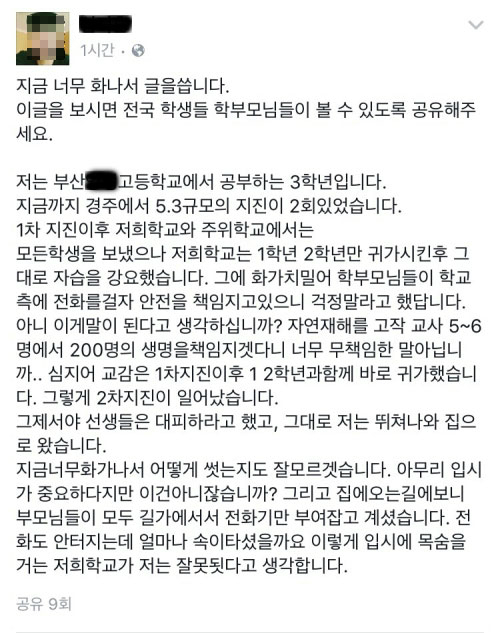 1시간 ·
지금 너무 화나서 글을씁니다.
이글을 보시면 전국 학생들 학부모님들이 볼 수 있도록 공유해주
세요.
저는 부산 고등학교에서 공부하는 3학년입니다.
지금까지 경주에서 5.3규모의 지진이 2회있었습니다.
1차 지진이후 저희학교와 주위학교에서는
모든학생을 보냈으나 저희학교는 1학년 2학년만 귀가시킨후 그
대로 자습을 강요했습니다. 그에 화가치밀어 학부모님들이 학교
측에 전화를걸자 안전을 책임지고있으니 걱정말라고 했답니다.
아니 이게말이 된다고 생각하십니까? 자연재해를 고작 교사 5~6
명에서 200명의 생명을책임지겟다니 너무 무책임한 말아닙니
까.. 심지어 교감은 1차지진이후 1 2학년과함께 바로 귀가했습니
다. 그렇게 2차지진이 일어났습니다.
그제서야 선생들은 대피하라고 했고, 그대로 저는 뛰쳐나와 집으
로 왔습니다.
지금너무화가나서 어떻게 썻는지도 잘모르겟습니다. 아무리 입시
가 중요하다지만 이건아니잖습니까? 그리고 집에오는길에보니
부모님들이 모두 길가에서서 전화기만 부여잡고 계셨습니다. 전
화도 안터지는데 얼마나 속이타셨을까요 이렇게 입시에 목숨을
거는 저희학교가 저는 잘못됫다고 생각합니다.
공유 9회